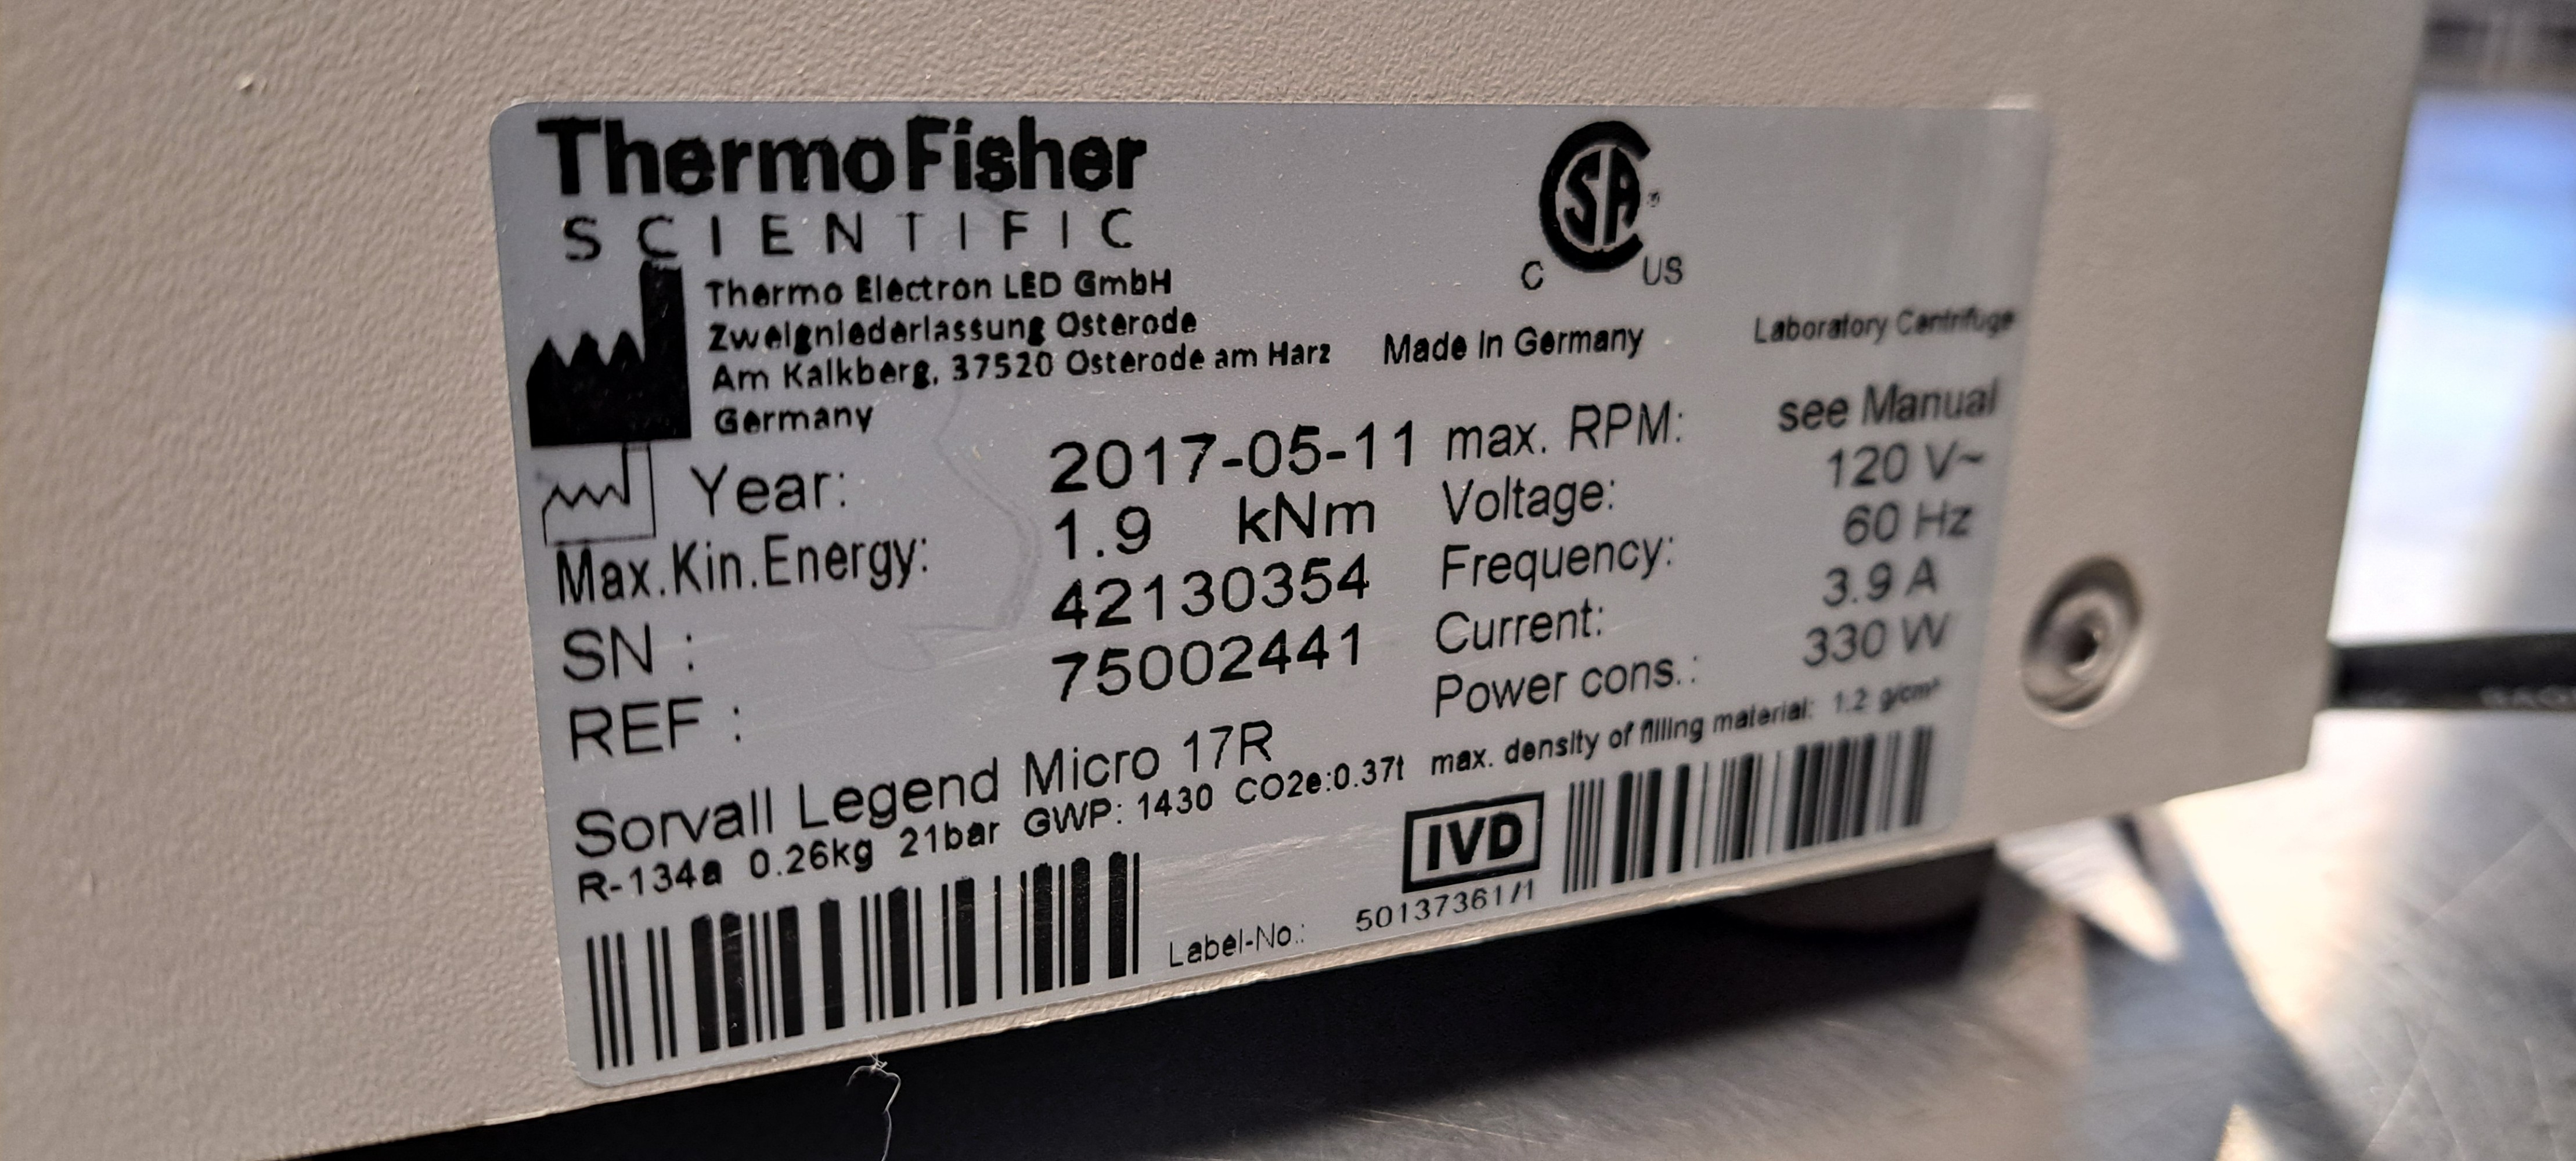 ThermoFisher
SCIENTIFIC
CSA
C US
Thermo Electron LED GmbH
Zweigniederlassung Osterode
Am Kalkberg, 37520 Osterode am Harz
Germany
Made In Germany
Laboratory Centrifuge
Year: 2017-05-11
Max.Kin.Energy: 1.9 kNm
SN : 42130354
REF : 75002441
max. RPM: see Manual
Voltage: 120 V~
Frequency: 60 Hz
Current: 3.9 A
Power cons.: 330 W
Sorvall Legend Micro 17R
R-134a 0.26kg 21bar GWP: 1430 CO2e:0.37t max. density of filling material: 1.2 g/cm³
IVD
Label-No.: 50137361/1